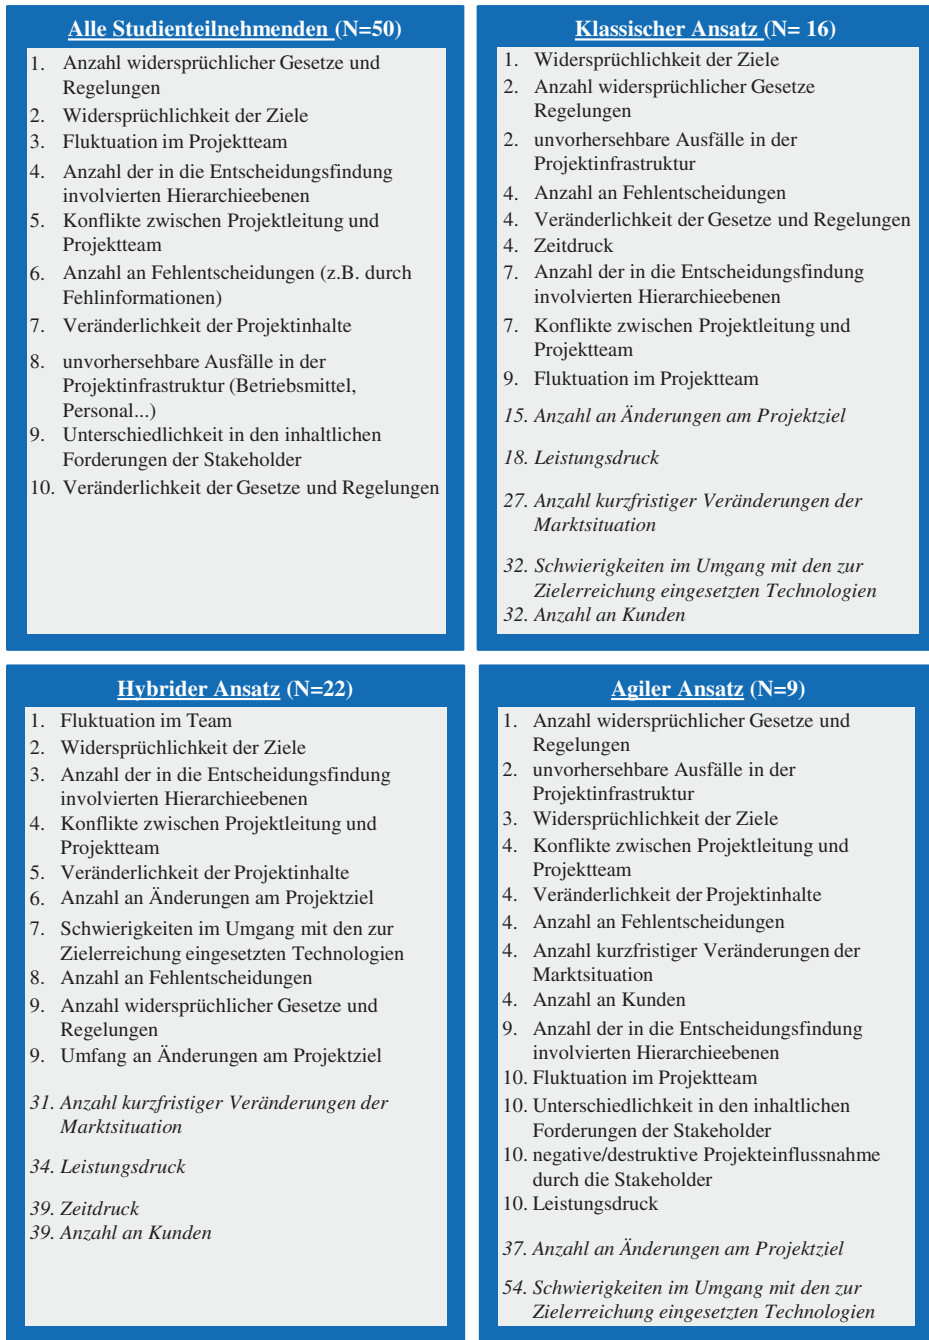 Alle Studienteilnehmenden (N=50)
1. Anzahl widersprüchlicher Gesetze und
Regelungen
2. Widersprüchlichkeit der Ziele
3. Fluktuation im Projektteam
4. Anzahl der in die Entscheidungsfindung
involvierten Hierarchieebenen
5. Konflikte zwischen Projektleitung und
Projektteam
6. Anzahl an Fehlentscheidungen (z.B. durch
Fehlinformationen)
7. Veränderlichkeit der Projektinhalte
8. unvorhersehbare Ausfälle in der
Projektinfrastruktur (Betriebsmittel,
Personal...)
9. Unterschiedlichkeit in den inhaltlichen
Forderungen der Stakeholder
10. Veränderlichkeit der Gesetze und Regelungen
Klassischer Ansatz (N= 16)
1. Widersprüchlichkeit der Ziele
2. Anzahl widersprüchlicher Gesetze
Regelungen
2. unvorhersehbare Ausfälle in der
Projektinfrastruktur
4. Anzahl an Fehlentscheidungen
4. Veränderlichkeit der Gesetze und Regelungen
4. Zeitdruck
7. Anzahl der in die Entscheidungsfindung
involvierten Hierarchieebenen
7. Konflikte zwischen Projektleitung und
Projektteam
9. Fluktuation im Projektteam
15. Anzahl an Änderungen am Projektziel
18. Leistungsdruck
27. Anzahl kurzfristiger Veränderungen der
Marktsituation
32. Schwierigkeiten im Umgang mit den zur
Zielerreichung eingesetzten Technologien
32. Anzahl an Kunden
Hybrider Ansatz (N=22)
1. Fluktuation im Team
2. Widersprüchlichkeit der Ziele
3. Anzahl der in die Entscheidungsfindung
involvierten Hierarchieebenen
4. Konflikte zwischen Projektleitung und
Projektteam
5. Veränderlichkeit der Projektinhalte
6. Anzahl an Änderungen am Projektziel
7. Schwierigkeiten im Umgang mit den zur
Zielerreichung eingesetzten Technologien
8. Anzahl an Fehlentscheidungen
9. Anzahl widersprüchlicher Gesetze und
Regelungen
9. Umfang an Änderungen am Projektziel
31. Anzahl kurzfristiger Veränderungen der
Marktsituation
34. Leistungsdruck
39. Zeitdruck
39. Anzahl an Kunden
Agiler Ansatz (N=9)
1. Anzahl widersprüchlicher Gesetze und
Regelungen
2. unvorhersehbare Ausfälle in der
Projektinfrastruktur
3. Widersprüchlichkeit der Ziele
4. Konflikte zwischen Projektleitung und
Projektteam
4. Veränderlichkeit der Projektinhalte
4. Anzahl an Fehlentscheidungen
4. Anzahl kurzfristiger Veränderungen der
Marktsituation
4. Anzahl an Kunden
9. Anzahl der in die Entscheidungsfindung
involvierten Hierarchieebenen
10. Fluktuation im Projektteam
10. Unterschiedlichkeit in den inhaltlichen
Forderungen der Stakeholder
10. negative/destruktive Projekteinflussnahme
durch die Stakeholder
10. Leistungsdruck
37. Anzahl an Änderungen am Projektziel
54. Schwierigkeiten im Umgang mit den zur
Zielerreichung eingesetzten Technologien